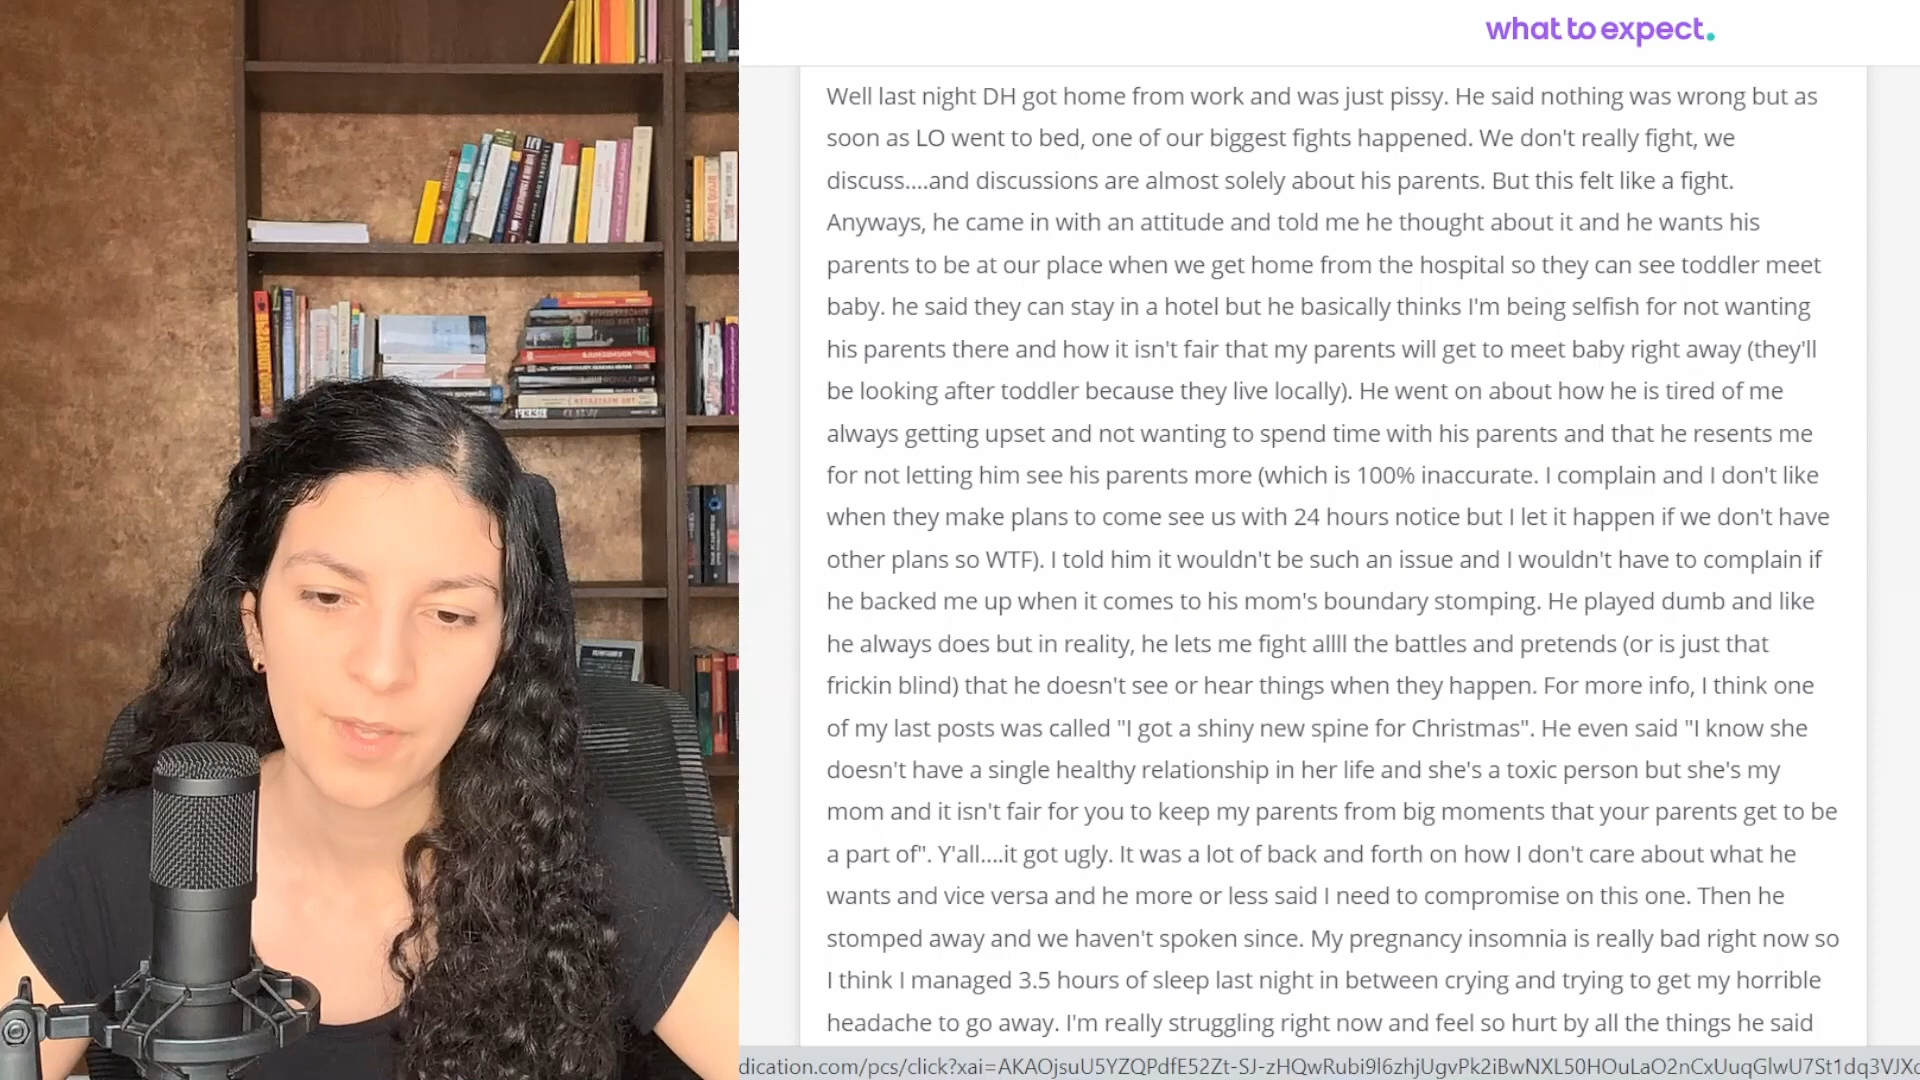 what to expect.
Well last night DH got home from work and was just pissy. He said nothing was wrong but as
soon as LO went to bed, one of our biggest fights happened. We don't really fight, we
discuss....and discussions are almost solely about his parents. But this felt like a fight.
Anyways, he came in with an attitude and told me he thought about it and he wants his
parents to be at our place when we get home from the hospital so they can see toddler meet
baby. he said they can stay in a hotel but he basically thinks I'm being selfish for not wanting
his parents there and how it isn't fair that my parents will get to meet baby right away (they'll
be looking after toddler because they live locally). He went on about how he is tired of me
always getting upset and not wanting to spend time with his parents and that he resents me
for not letting him see his parents more (which is 100% inaccurate. I complain and I don't like
when they make plans to come see us with 24 hours notice but I let it happen if we don't have
other plans so WTF). I told him it wouldn't be such an issue and I wouldn't have to complain if
he backed me up when it comes to his mom's boundary stomping. He played dumb and like
he always does but in reality, he lets me fight allll the battles and pretends (or is just that
frickin blind) that he doesn't see or hear things when they happen. For more info, I think one
of my last posts was called "I got a shiny new spine for Christmas". He even said "I know she
doesn't have a single healthy relationship in her life and she's a toxic person but she's my
mom and it isn't fair for you to keep my parents from big moments that your parents get to be
a part of". Y'all....it got ugly. It was a lot of back and forth on how I don't care about what he
wants and vice versa and he more or less said I need to compromise on this one. Then he
stomped away and we haven't spoken since. My pregnancy insomnia is really bad right now so
I think I managed 3.5 hours of sleep last night in between crying and trying to get my horrible
headache to go away. I'm really struggling right now and feel so hurt by all the things he said